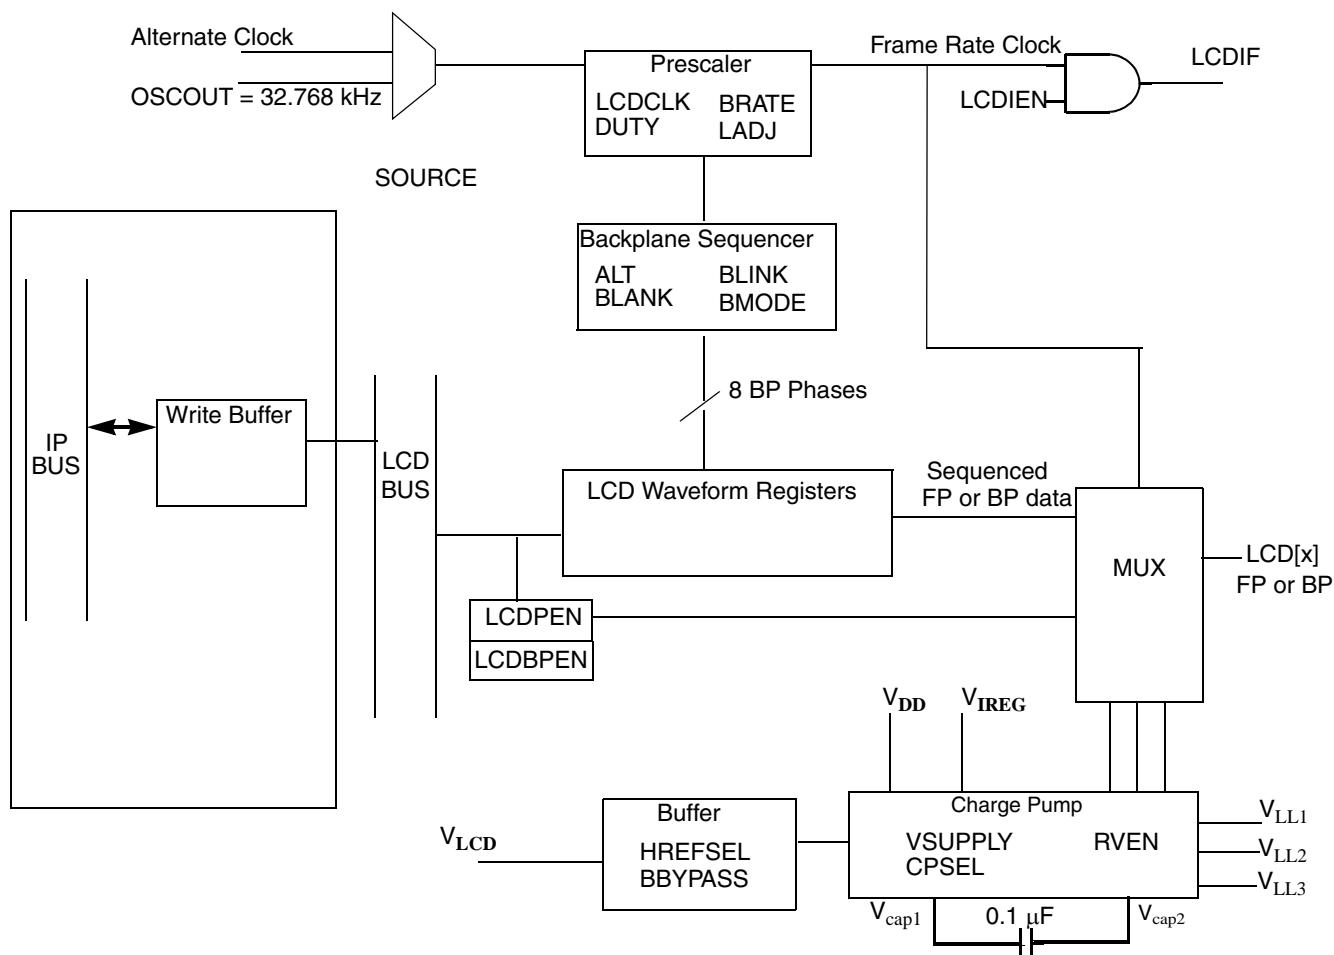 Alternate Clock
OSCOUT = 32.768 kHz
SOURCE
Prescaler
LCDCLK BRATE
DUTY LADJ
Frame Rate Clock
LCDIEN
LCDIF
Backplane Sequencer
ALT BLINK
BLANK BMODE
8 BP Phases
IP
BUS
Write Buffer
LCD
BUS
LCD Waveform Registers
Sequenced
FP or BP data
LCDPEN
LCDBPEN
MUX
LCD[x]
FP or BP
VDD
VIREG
VLCD
Buffer
HREFSEL
BBYPASS
Charge Pump
VSUPPLY RVEN
CPSEL
VLL1
VLL2
VLL3
Vcap1
0.1 µF
Vcap2